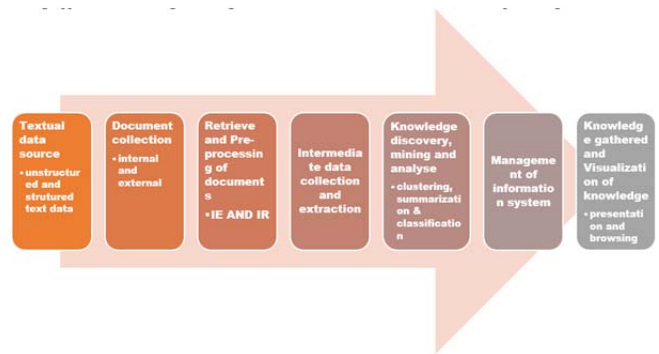 Textual
data
source
• unstructur
ed and
strutured
text data
Document
collection
• internal
and
external
Retrieve
and Pre-
processin
g of
document
s
• IE AND IR
Intermedia
te data
collection
and
extraction
Knowledge
discovery,
mining and
analyse
• clustering,
summarizati
on &
classificatio
n
Manageme
nt of
informatio
n system
Knowledg
e gathered
and
Visualizati
on of
knowledge
• presentati
on and
browsing